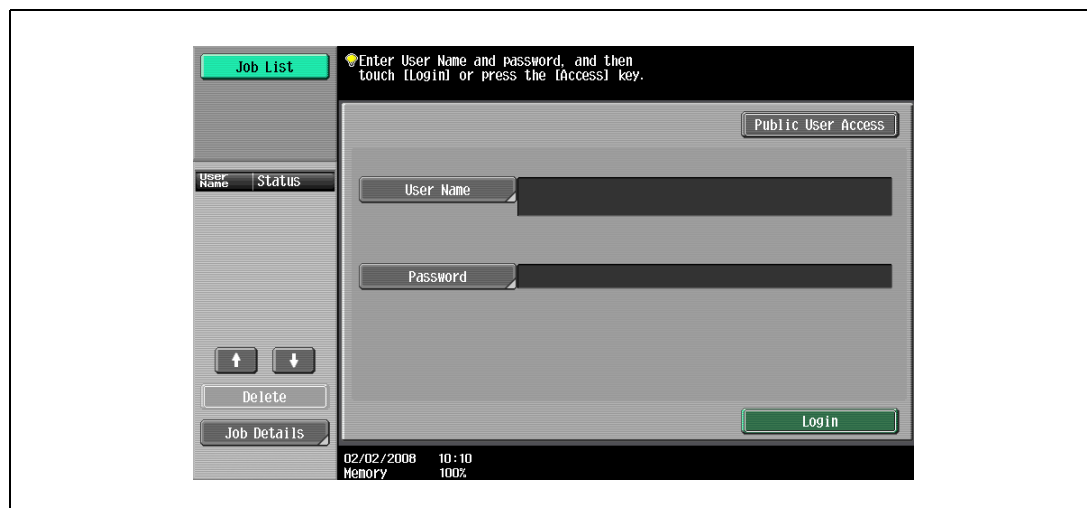 Job List
Enter User Name and password, and then
touch [Login] or press the [Access] key.
Public User Access
User Name
Status
User Name
Password
Delete
Job Details
Login
02/02/2008 10:10
Memory 100%